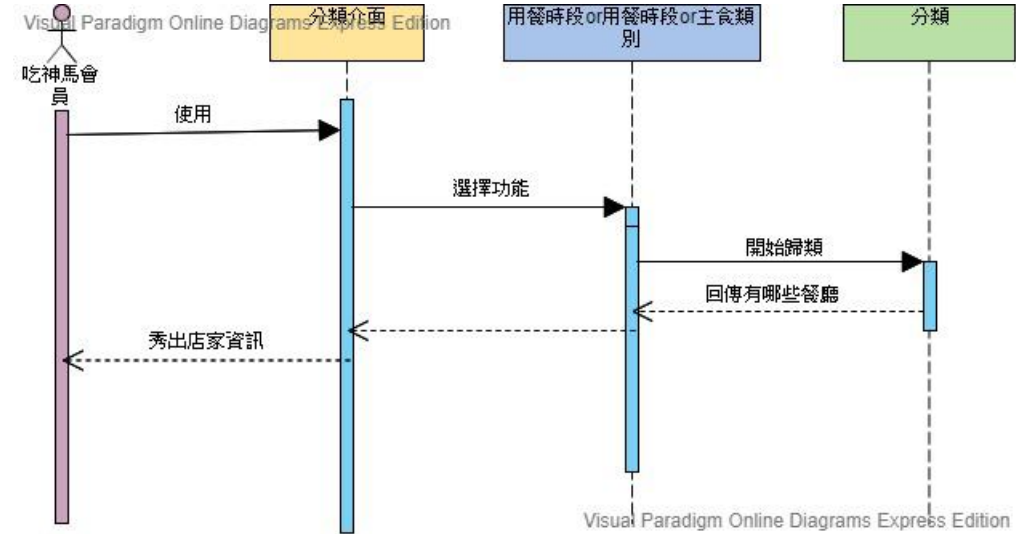 Visual Paradigm Online Diagrams Express Edition
分類介面
用餐時段or用餐時段or主食類
別
分類
吃神馬會
員
使用
選擇功能
開始歸類
回傳有哪些餐廳
秀出店家資訊
Visual Paradigm Online Diagrams Express Edition